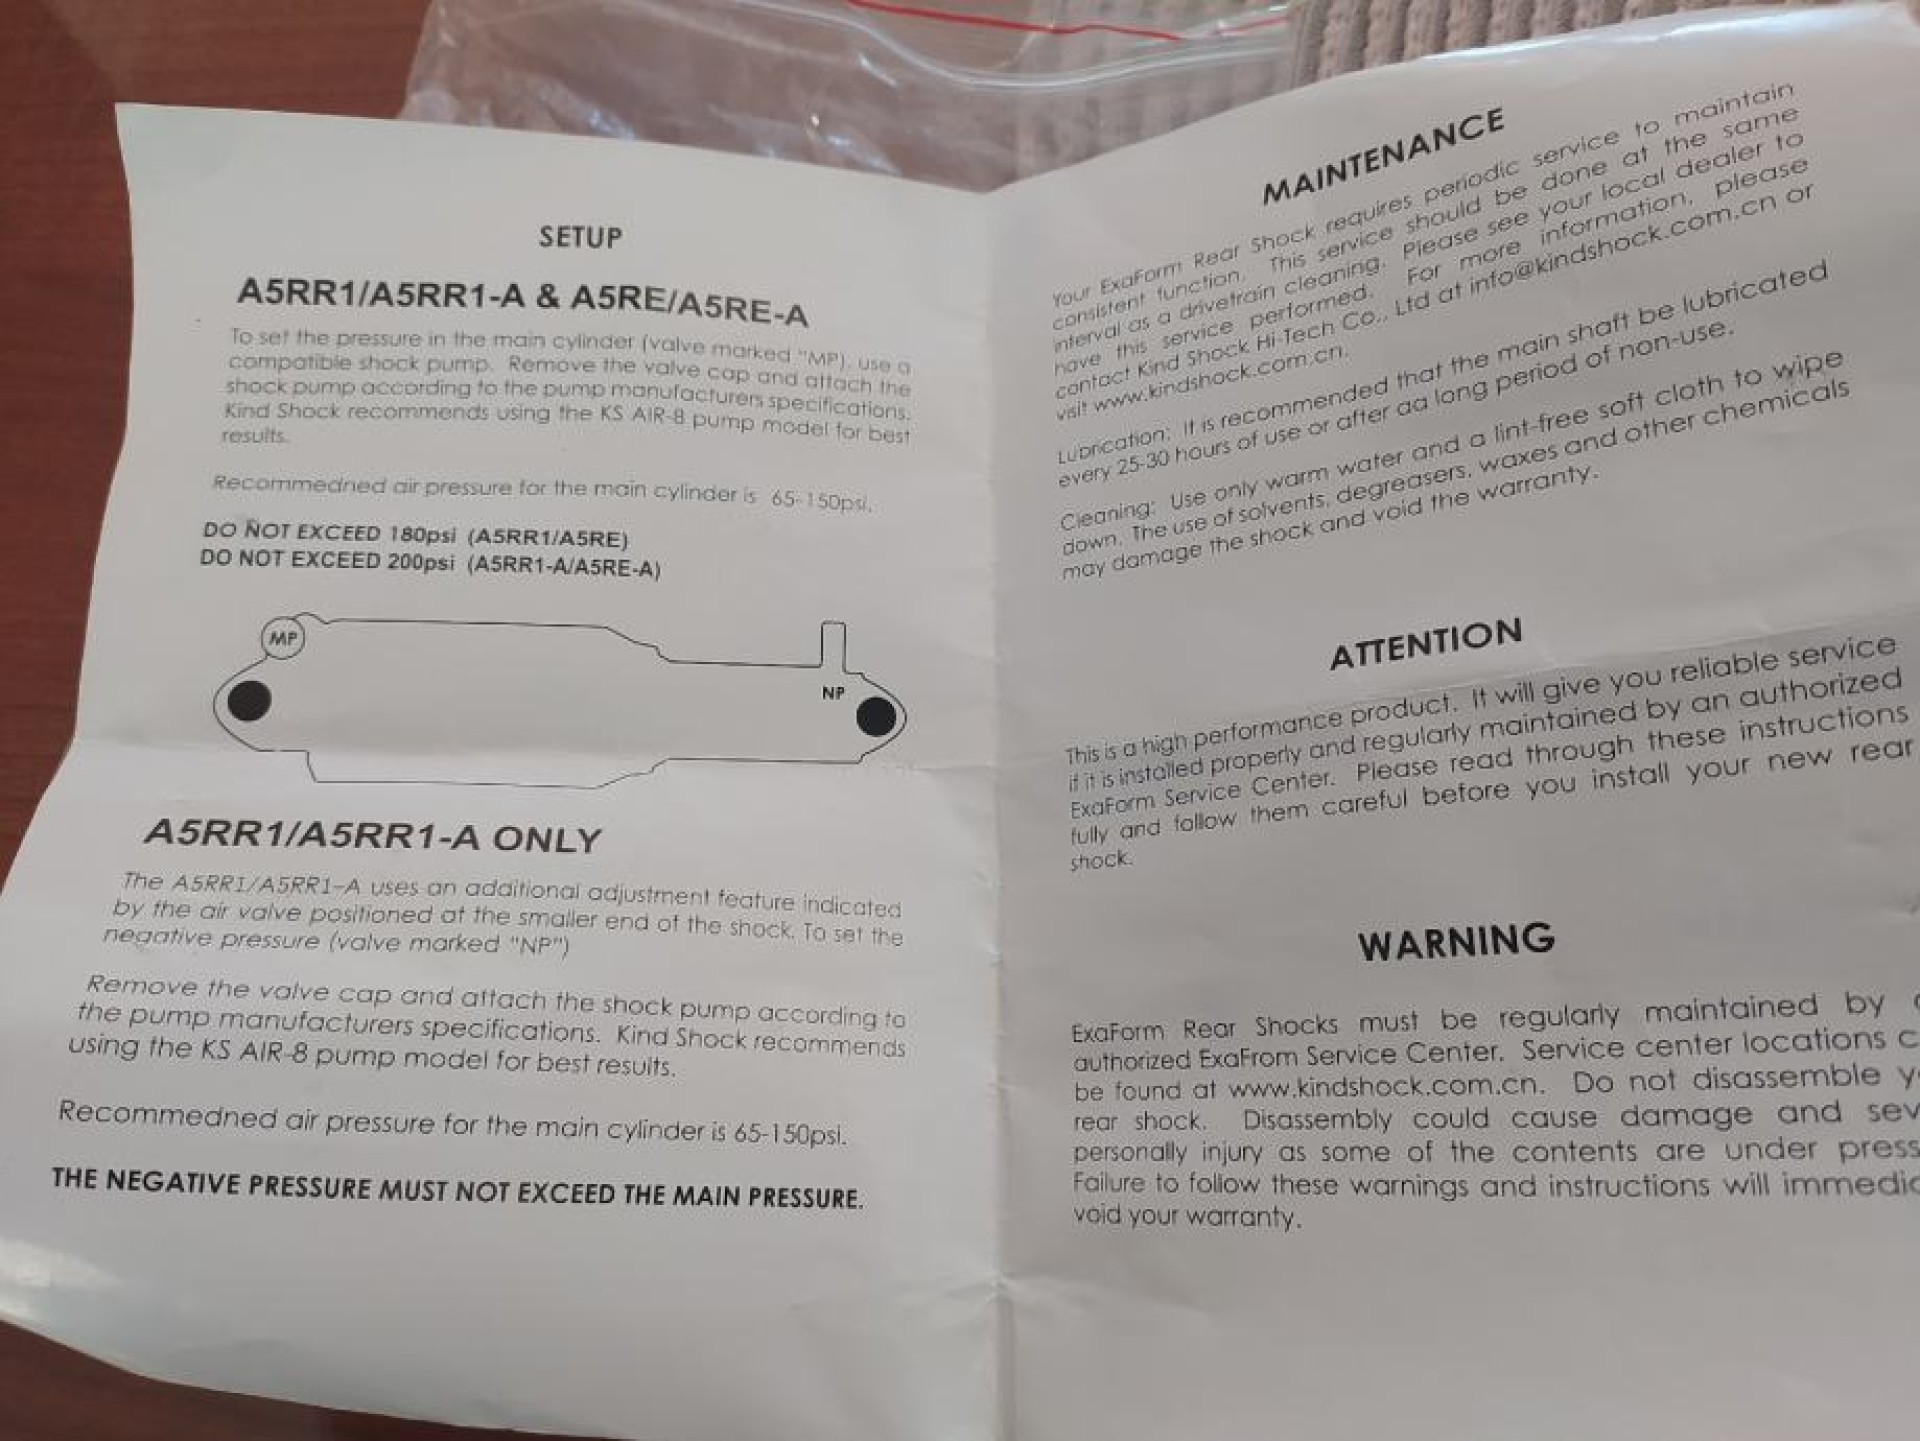 SETUP
A5RR1/A5RR1-A & A5RE/A5RE-A
To set the pressure in the main cylinder (valve marked "MP), use a
compatible shock pump. Remove the valve cap and attach the
shock pump according to the pump manufacturers specifications.
Kind Shock recommends using the KS AIR-8 pump model for best
results.
Recommedned air pressure for the main cylinder is 65-150psi.
DO NOT EXCEED 180psi (A5RR1/A5RE)
DO NOT EXCEED 200psi (A5RR1-A/A5RE-A)
MP
NP
A5RR1/A5RR1-A ONLY
The A5RR1/A5RR1-A uses an additional adjustment feature indicated
by the air valve positioned at the smaller end of the shock. To set the
negative pressure (valve marked "NP")
Remove the valve cap and attach the shock pump according to
the pump manufacturers specifications. Kind Shock recommends
using the KS AIR-8 pump model for best results.
Recommedned air pressure for the main cylinder is 65-150psi.
THE NEGATIVE PRESSURE MUST NOT EXCEED THE MAIN PRESSURE.
MAINTENANCE
Your ExaForm Rear Shock requires periodic service to maintain
consistent function. This service should be done at the same
interval as a drivetrain cleaning. Please see your local dealer to
have this service performed. For more information, please
contact Kind Shock Hi-Tech Co., Ltd at info@kindshock.com.cn or
visit www.kindshock.com.cn.
Lubrication: It is recommended that the main shaft be lubricated
every 25-30 hours of use or after aa long period of non-use.
Cleaning: Use only warm water and a lint-free soft cloth to wipe
down. The use of solvents, degreasers, waxes and other chemicals
may damage the shock and void the warranty.
ATTENTION
This is a high performance product. It will give you reliable service
if it is installed properly and regularly maintained by an authorized
ExaForm Service Center. Please read through these instructions
fully and follow them careful before you install your new rear
shock.
WARNING
ExaForm Rear Shocks must be regularly maintained by
authorized ExaFrom Service Center. Service center locations c
be found at www.kindshock.com.cn. Do not disassemble y
rear shock. Disassembly could cause damage and sev
personally injury as some of the contents are under press
Failure to follow these warnings and instructions will immedia
void your warranty.